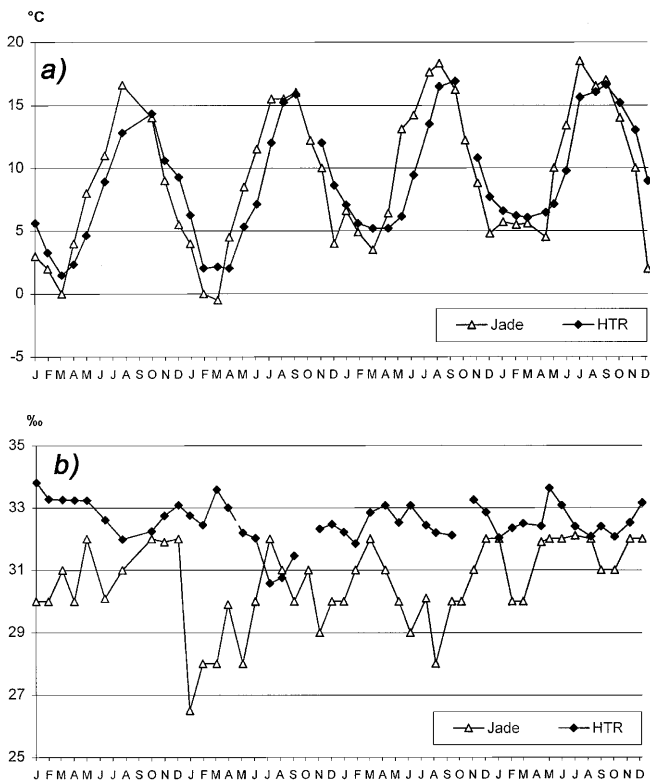 °C
a)
20
15
10
5
0
-5
Jade HTR
J F M A M J J A S O N D J F M A M J J A S O N D J F M A M J J A S O N D J F M A M J J A S O N D
‰
b)
35
33
31
29
27
25
Jade HTR
J F M A M J J A S O N D J F M A M J J A S O N D J F M A M J J A S O N D J F M A M J J A S O N D